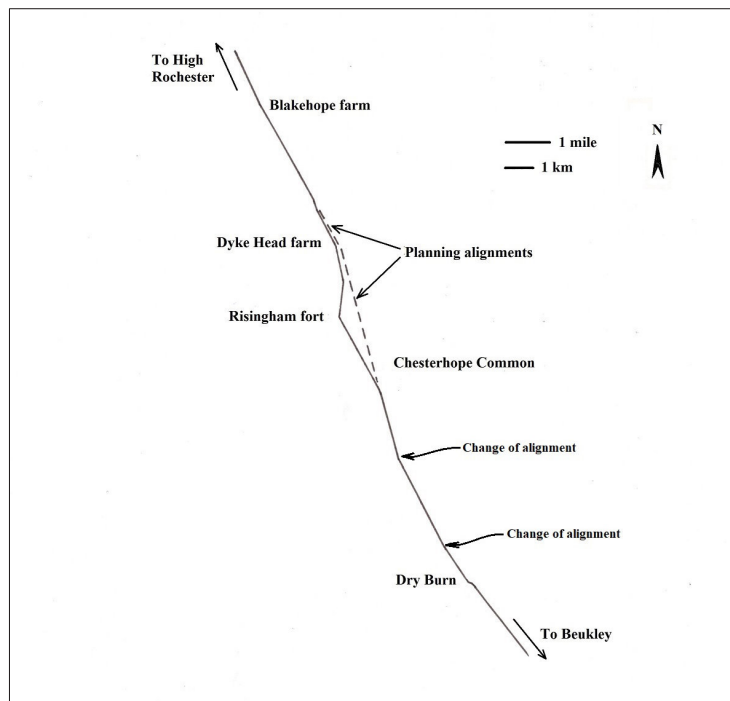 To High
Rochester
Blakehope farm
N
1 mile
1 km
Dyke Head farm
Planning alignments
Risingham fort
Chesterhope Common
Change of alignment
Change of alignment
Dry Burn
To Beukley